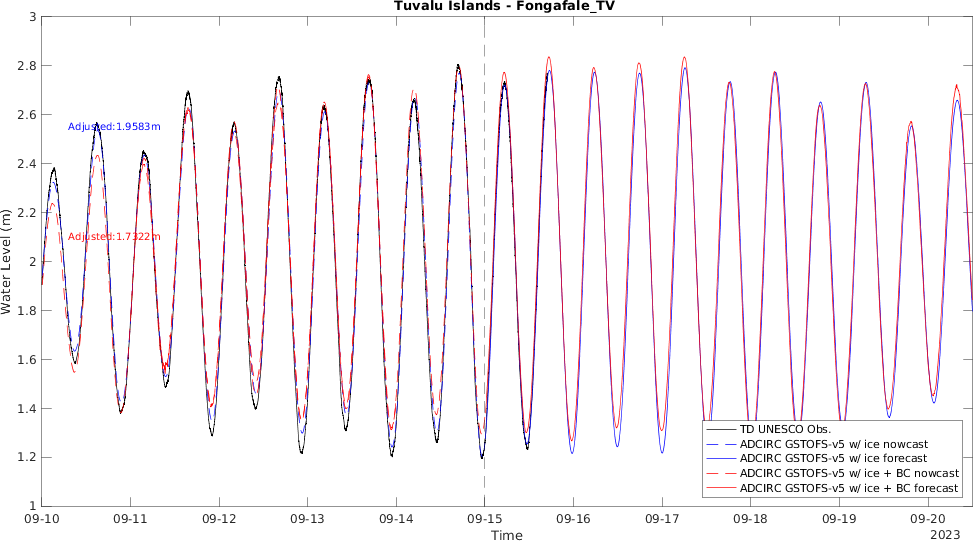 Tuvalu Islands - Fongafale_TV
Water Level (m)
3
2.8
2.6
2.4
2.2
2
1.8
1.6
1.4
1.2
1
Adjusted:1.9583m
Adjusted:1.7322m
TD UNESCO Obs.
ADCIRC GSTOFS-v5 w/ ice nowcast
ADCIRC GSTOFS-v5 w/ ice forecast
ADCIRC GSTOFS-v5 w/ ice + BC nowcast
ADCIRC GSTOFS-v5 w/ ice + BC forecast
09-10 09-11 09-12 09-13 09-14 09-15 09-16 09-17 09-18 09-19 09-20
Time
2023